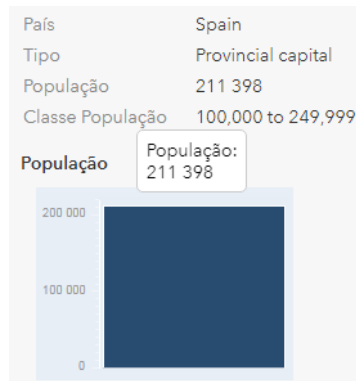 País Spain
Tipo Provincial capital
População 211 398
Classe População 100,000 to 249,999
População
População:
211 398
200 000
100 000
0